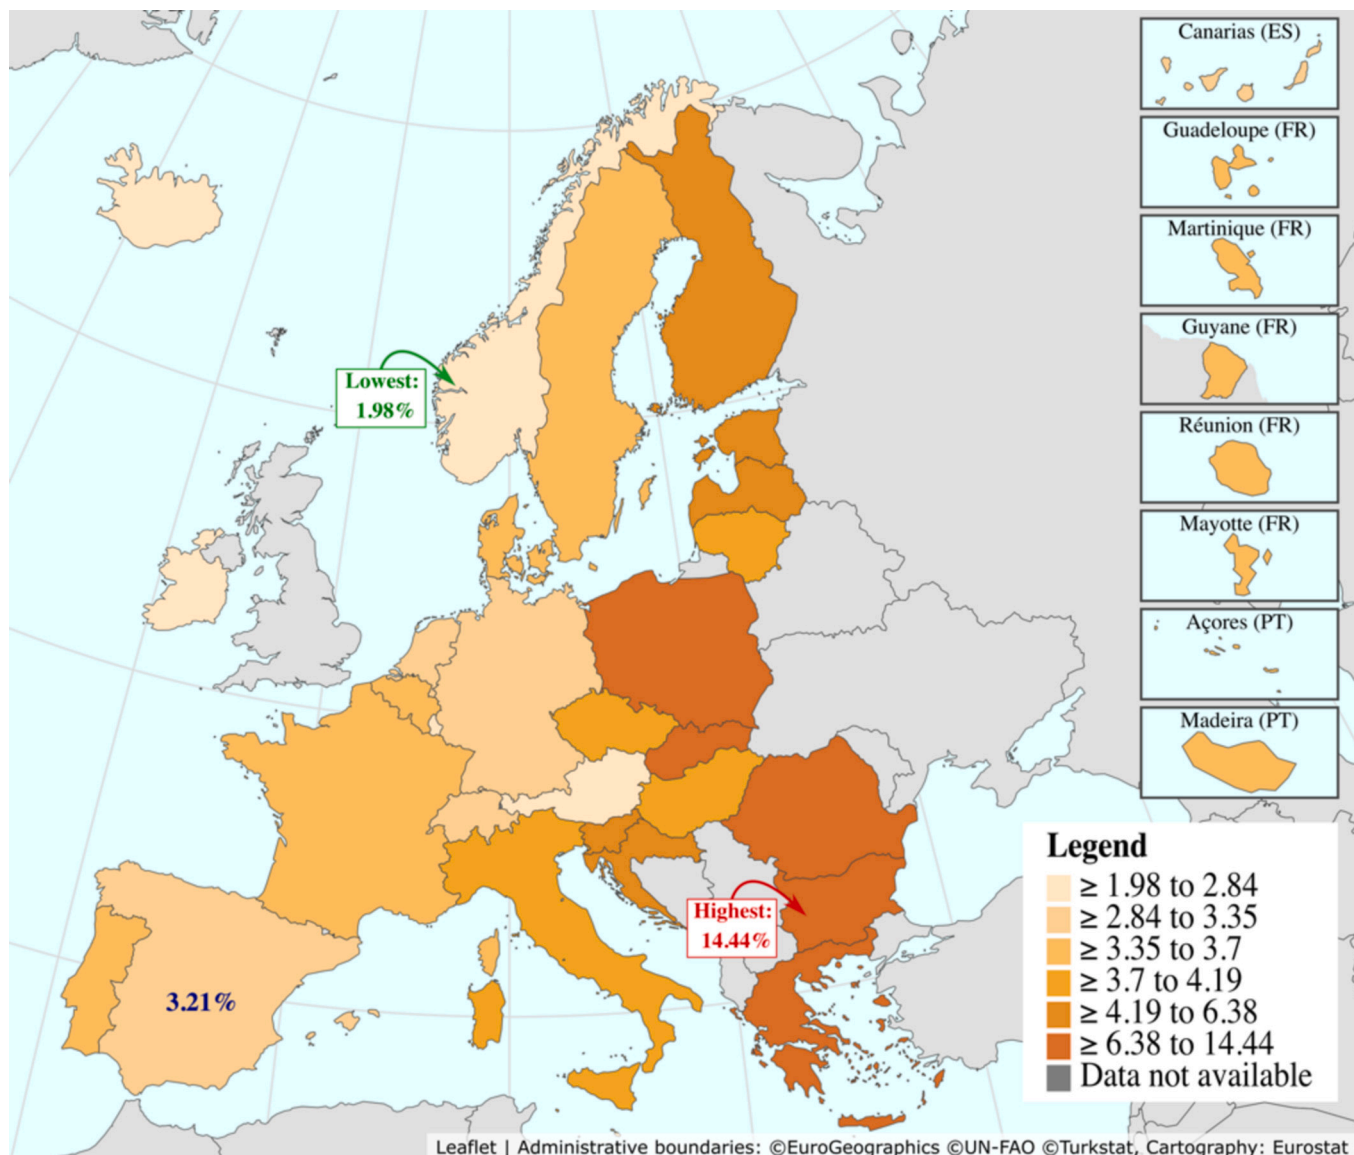 Canarias (ES)
Guadeloupe (FR)
Martinique (FR)
Guyane (FR)
Réunion (FR)
Mayotte (FR)
Açores (PT)
Madeira (PT)
Lowest:
1.98%
Highest:
14.44%
3.21%
Legend
≥ 1.98 to 2.84
≥ 2.84 to 3.35
≥ 3.35 to 3.7
≥ 3.7 to 4.19
≥ 4.19 to 6.38
≥ 6.38 to 14.44
Data not available
Leaflet | Administrative boundaries: ©EuroGeographics ©UN-FAO ©Turkstat, Cartography: Eurostat